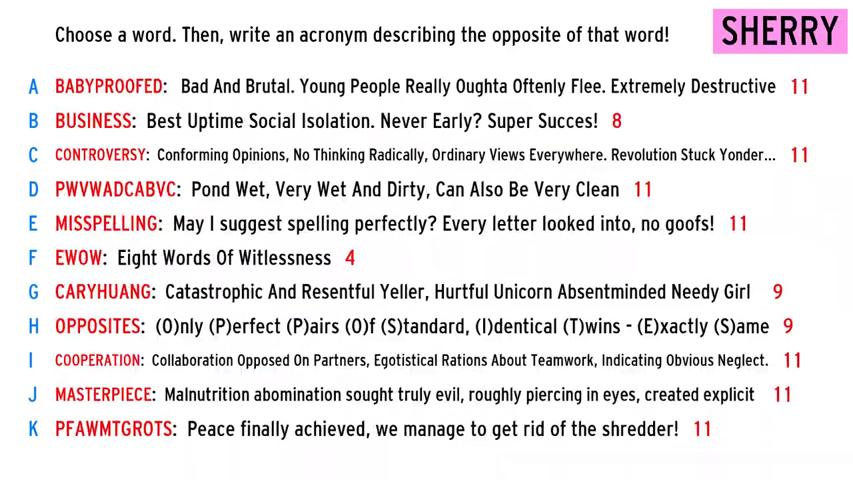 Choose a word. Then, write an acronym describing the opposite of that word!
SHERRY
A BABYPROOFED: Bad And Brutal. Young People Really Oughta Oftenly Flee. Extremely Destructive 11
B BUSINESS: Best Uptime Social Isolation. Never Early? Super Succes! 8
C CONTROVERSY: Conforming Opinions, No Thinking Radically, Ordinary Views Everywhere. Revolution Stuck Yonder... 11
D PWVWADCABVC: Pond Wet, Very Wet And Dirty, Can Also Be Very Clean 11
E MISSPELLING: May I suggest spelling perfectly? Every letter looked into, no goofs! 11
F EWOW: Eight Words Of Witlessness 4
G CARYHUANG: Catastrophic And Resentful Yeller, Hurtful Unicorn Absentminded Needy Girl 9
H OPPOSITES: (O)nly (P)erfect (P)airs (O)f (S)tandard, (I)dentical (T)wins - (E)xactly (S)ame 9
I COOPERATION: Collaboration Opposed On Partners, Egotistical Rations About Teamwork, Indicating Obvious Neglect. 11
J MASTERPIECE: Malnutrition abomination sought truly evil, roughly piercing in eyes, created explicit 11
K PFAWMTGROTS: Peace finally achieved, we manage to get rid of the shredder! 11